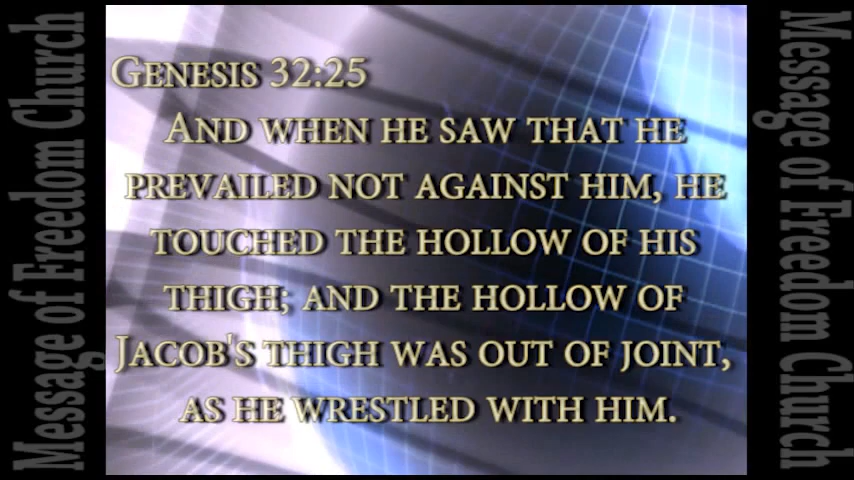 Message of Freedom Church
GENESIS 32:25
AND WHEN HE SAW THAT HE
PREVAILED NOT AGAINST HIM, HE
TOUCHED THE HOLLOW OF HIS
THIGH; AND THE HOLLOW OF
JACOB'S THIGH WAS OUT OF JOINT,
AS HE WRESTLED WITH HIM.
Message of Freedom Church